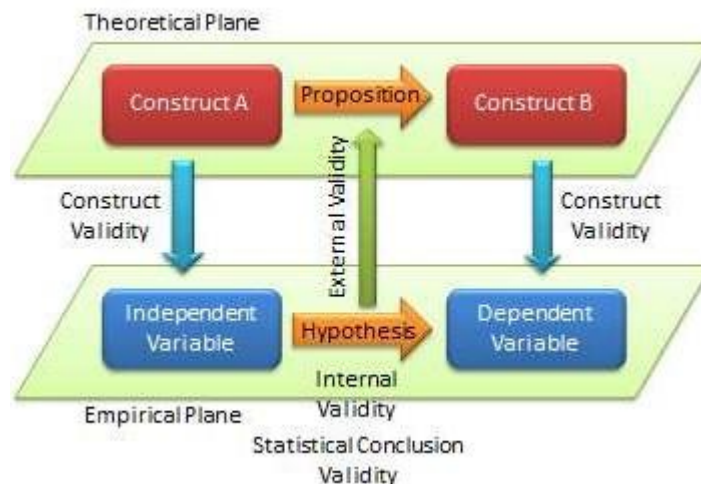 Theoretical Plane
Construct A
Proposition
Construct B
Construct
Validity
External Validity
Construct
Validity
Independent
Variable
Hypothesis
Dependent
Variable
Internal
Validity
Empirical Plane
Statistical Conclusion
Validity